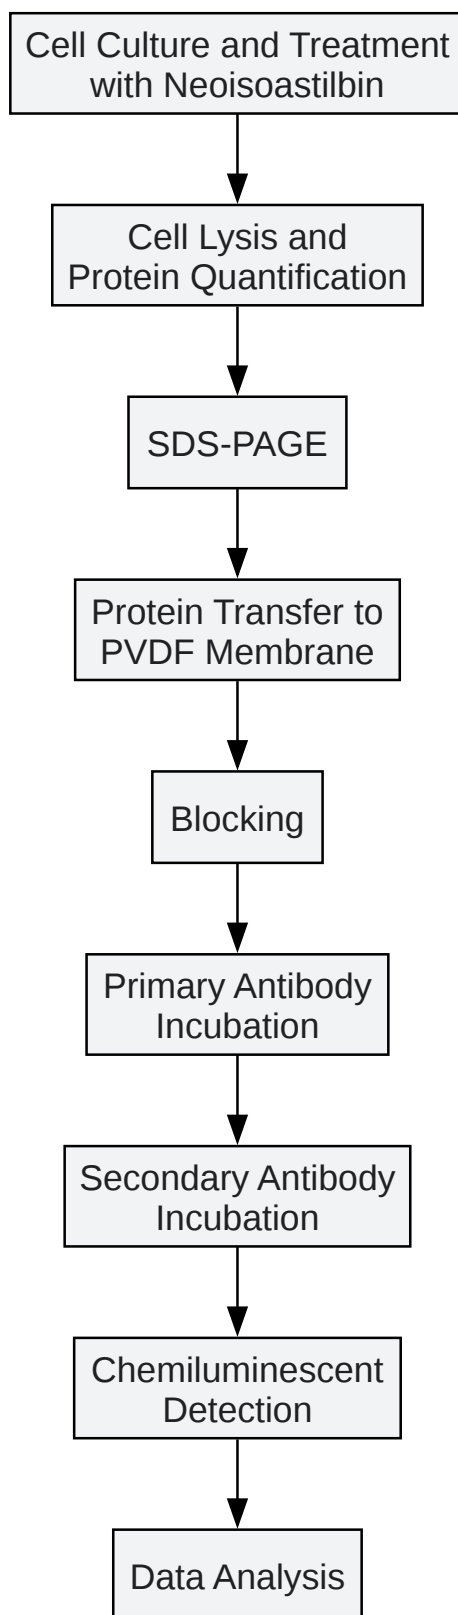 Cell Culture and Treatment
with Neoisoastilbin
Cell Lysis and
Protein Quantification
SDS-PAGE
Protein Transfer to
PVDF Membrane
Blocking
Primary Antibody
Incubation
Secondary Antibody
Incubation
Chemiluminescent
Detection
Data Analysis